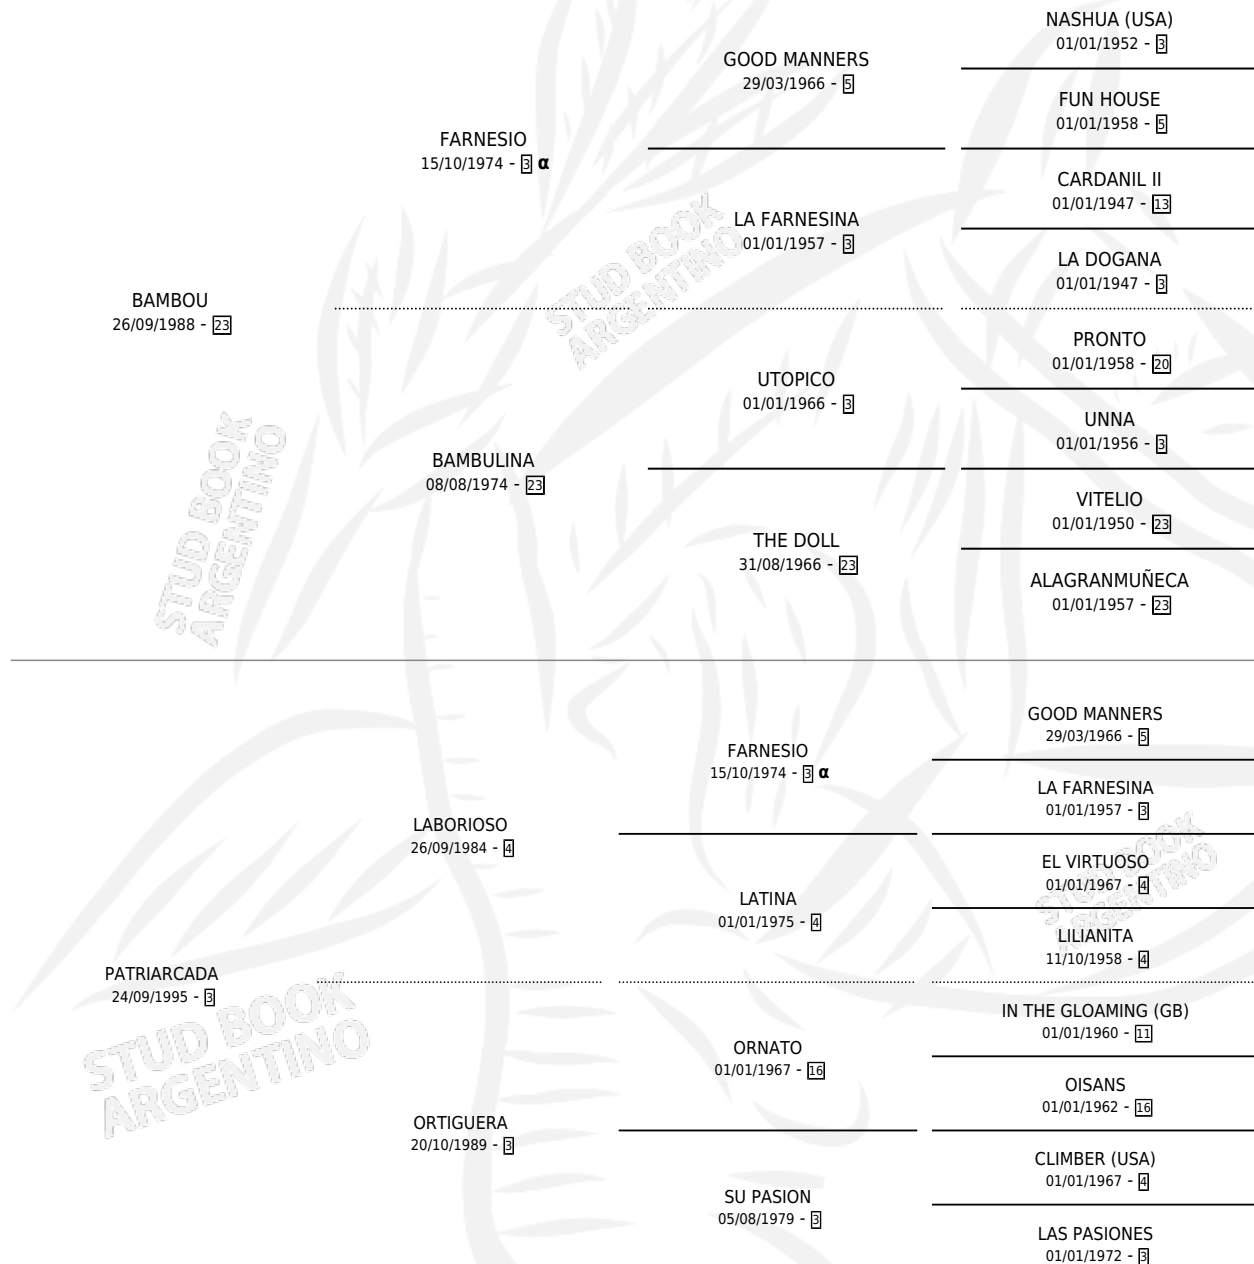 NASHUA (USA)
01/01/1952 - 3
GOOD MANNERS
29/03/1966 - 5
FUN HOUSE
01/01/1958 - 5
FARNESIO
15/10/1974 - 3 α
CARDANIL II
01/01/1947 - 13
LA FARNESINA
01/01/1957 - 3
LA DOGANA
01/01/1947 - 3
BAMBOU
26/09/1988 - 23
PRONTO
01/01/1958 - 20
UTOPICO
01/01/1966 - 3
UNNA
01/01/1956 - 3
BAMBULINA
08/08/1974 - 23
VITELIO
01/01/1950 - 23
THE DOLL
31/08/1966 - 23
ALAGRANMUÑECA
01/01/1957 - 23
STUD BOOK
ARGENTINO
STUD BOOK
ARGENTINO
GOOD MANNERS
29/03/1966 - 5
FARNESIO
15/10/1974 - 3 α
LA FARNESINA
01/01/1957 - 3
LABORIOSO
26/09/1984 - 4
EL VIRTUOSO
01/01/1967 - 4
LATINA
01/01/1975 - 4
LILIANITA
11/10/1958 - 4
PATRIARCADA
24/09/1995 - 3
IN THE GLOAMING (GB)
01/01/1960 - 11
ORNATO
01/01/1967 - 16
OISANS
01/01/1962 - 16
ORTIGUERA
20/10/1989 - 3
CLIMBER (USA)
01/01/1967 - 4
SU PASION
05/08/1979 - 3
LAS PASIONES
01/01/1972 - 3
STUD BOOK
ARGENTINO
STUD BOOK
ARGENTINO